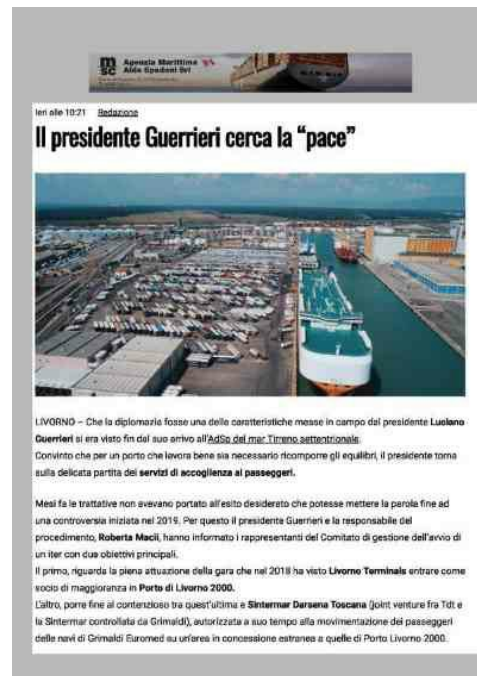 msc Agenzia Marittima
Aldo Spadoni Srl
Ieri alle 10:21 Redazione
Il presidente Guerrieri cerca la “pace”
LIVORNO – Che la diplomazia fosse una delle caratteristiche messe in campo dal presidente Luciano
Guerrieri si era visto fin dal suo arrivo all'AdSp del mar Tirreno settentrionale.
Convinto che per un porto che lavora bene sia necessario ricomporre gli equilibri, il presidente torna
sulla delicata partita dei servizi di accoglienza ai passeggeri.
Mesi fa le trattative non avevano portato all'esito desiderato che potesse mettere la parola fine ad
una controversia iniziata nel 2019. Per questo il presidente Guerrieri e la responsabile del
procedimento, Roberta Macii, hanno informato i rappresentanti del Comitato di gestione dell'avvio di
un iter con due obiettivi principali.
Il primo, riguarda la piena attuazione della gara che nel 2018 ha visto Livorno Terminals entrare come
socio di maggioranza in Porto di Livorno 2000.
L'altro, porre fine al contenzioso tra quest'ultima e Sintermar Darsena Toscana (joint venture fra Tdt e
la Sintermar controllata da Grimaldi), autorizzata a suo tempo alla movimentazione dei passeggeri
delle navi di Grimaldi Euromed su un'area in concessione estranea a quelle di Porto Livorno 2000.